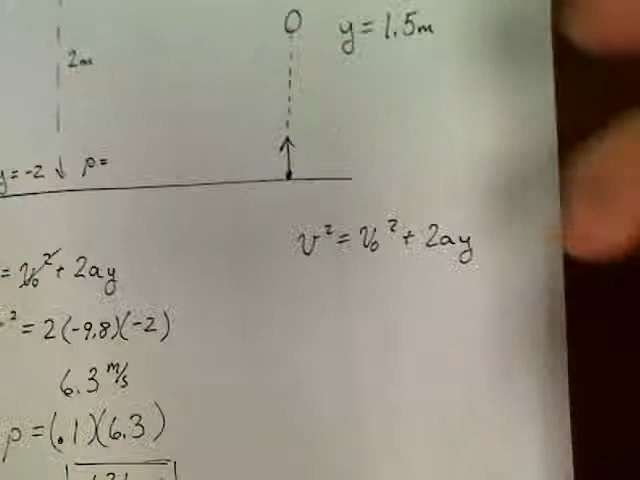 O y = 1.5m
2m
y = -2 ↓ p =
v² = v₀² + 2ay
= v₀² + 2ay
² = 2(-9.8)(-2)
6.3 m/s
p = (.1)(6.3)